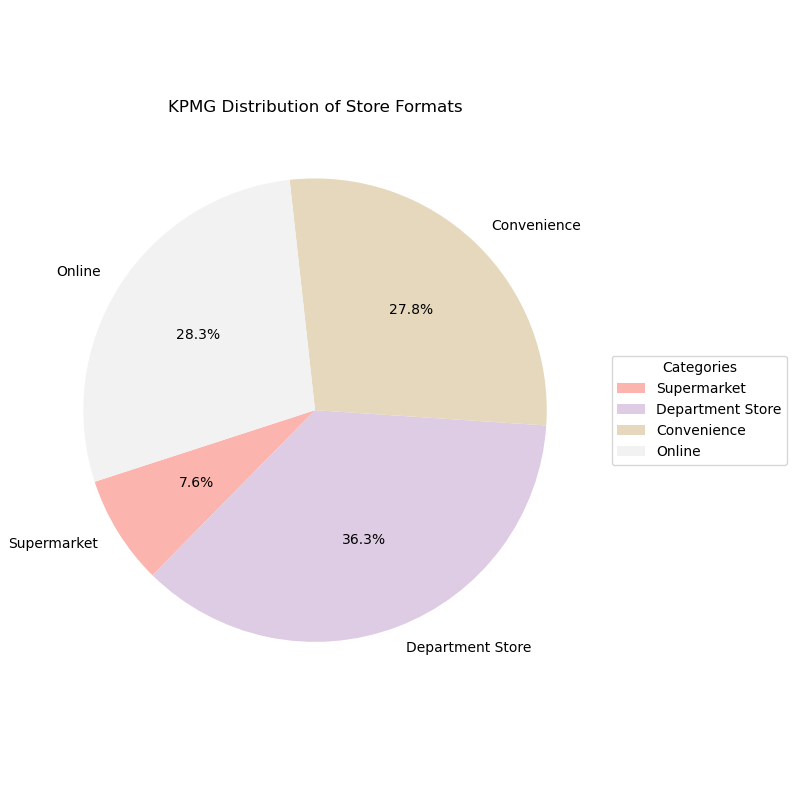 KPMG Distribution of Store Formats
Convenience
Online
27.8%
28.3%
Categories
Supermarket
Department Store
Convenience
Online
7.6%
36.3%
Supermarket
Department Store